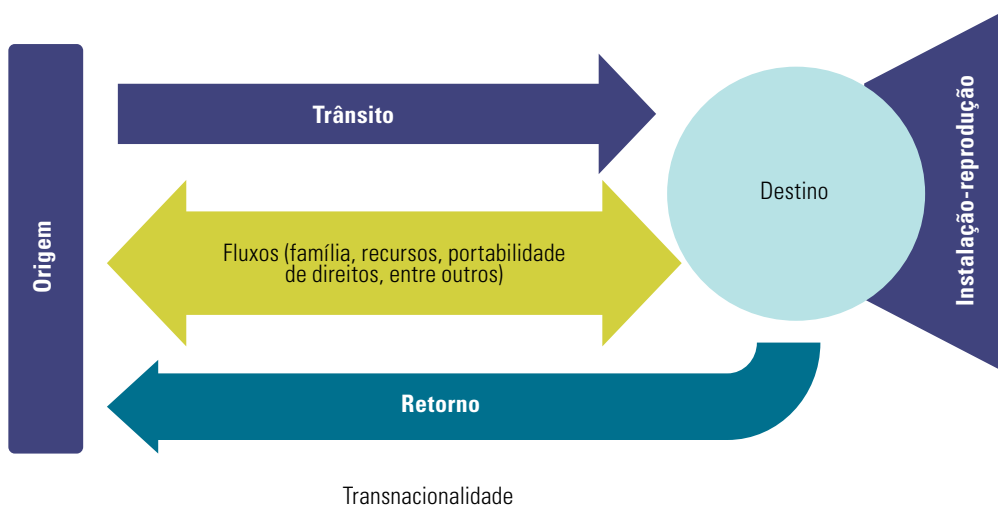 Origem
Trânsito
Fluxos (família, recursos, portabilidade
de direitos, entre outros)
Retorno
Destino
Instalação-reprodução
Transnacionalidade